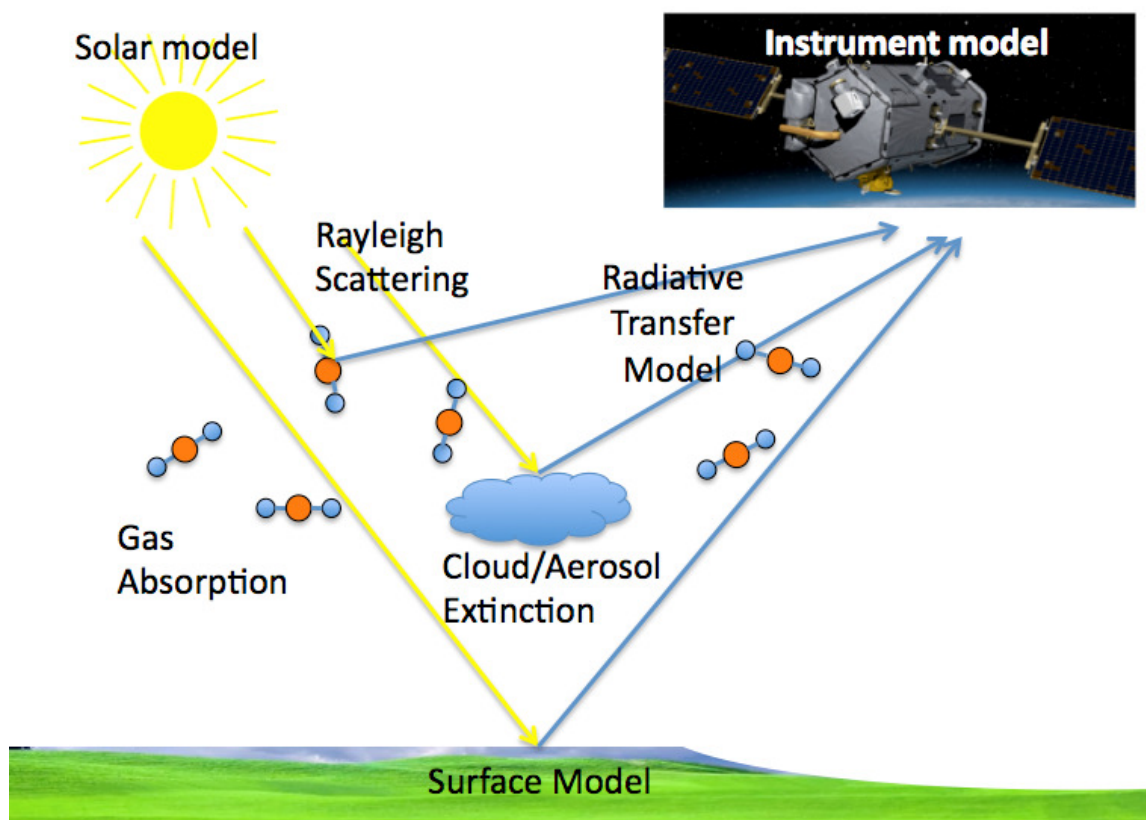 Solar model
Instrument model
Rayleigh
Scattering
Radiative
Transfer
Model
Gas
Absorption
Cloud/Aerosol
Extinction
Surface Model